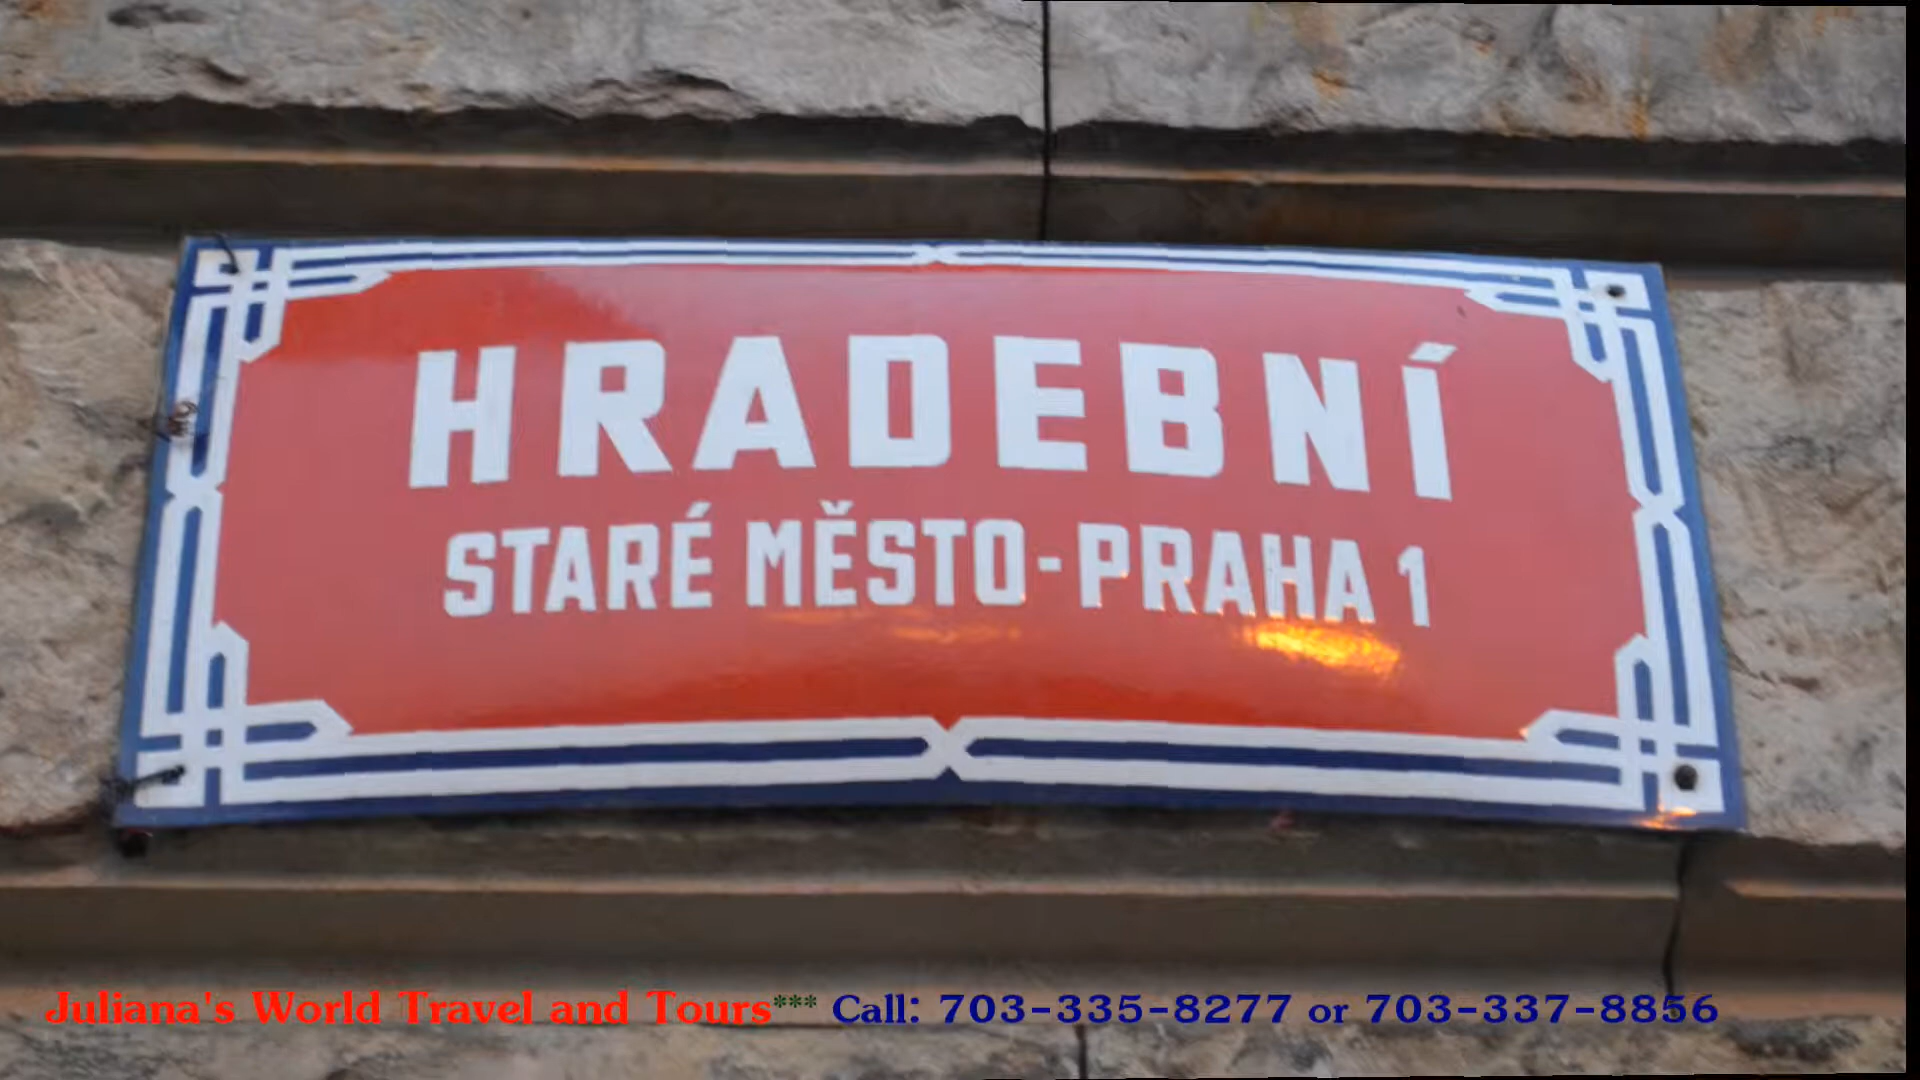 HRADEBNÍ
STARÉ MĚSTO-PRAHA 1
Juliana's World Travel and Tours*** Call: 703-335-8277 or 703-337-8856